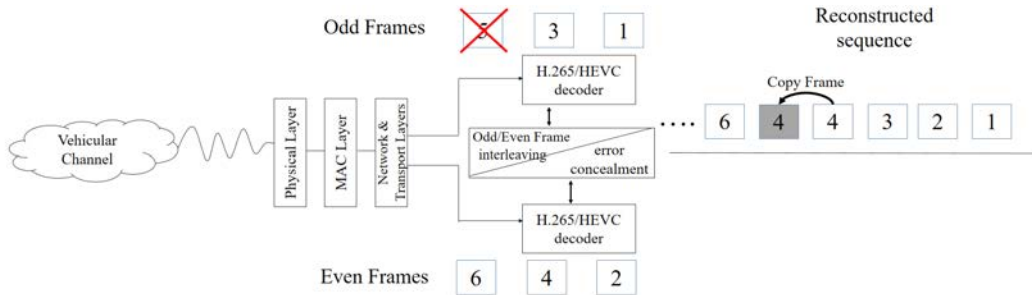 Odd Frames
5 3 1
Reconstructed
sequence
H.265/HEVC
decoder
Copy Frame
Vehicular
Channel
Physical Layer
MAC Layer
Network &
Transport Layers
Odd/Even Frame
interleaving
error
concealment
.... 6 4 4 3 2 1
H.265/HEVC
decoder
Even Frames
6 4 2